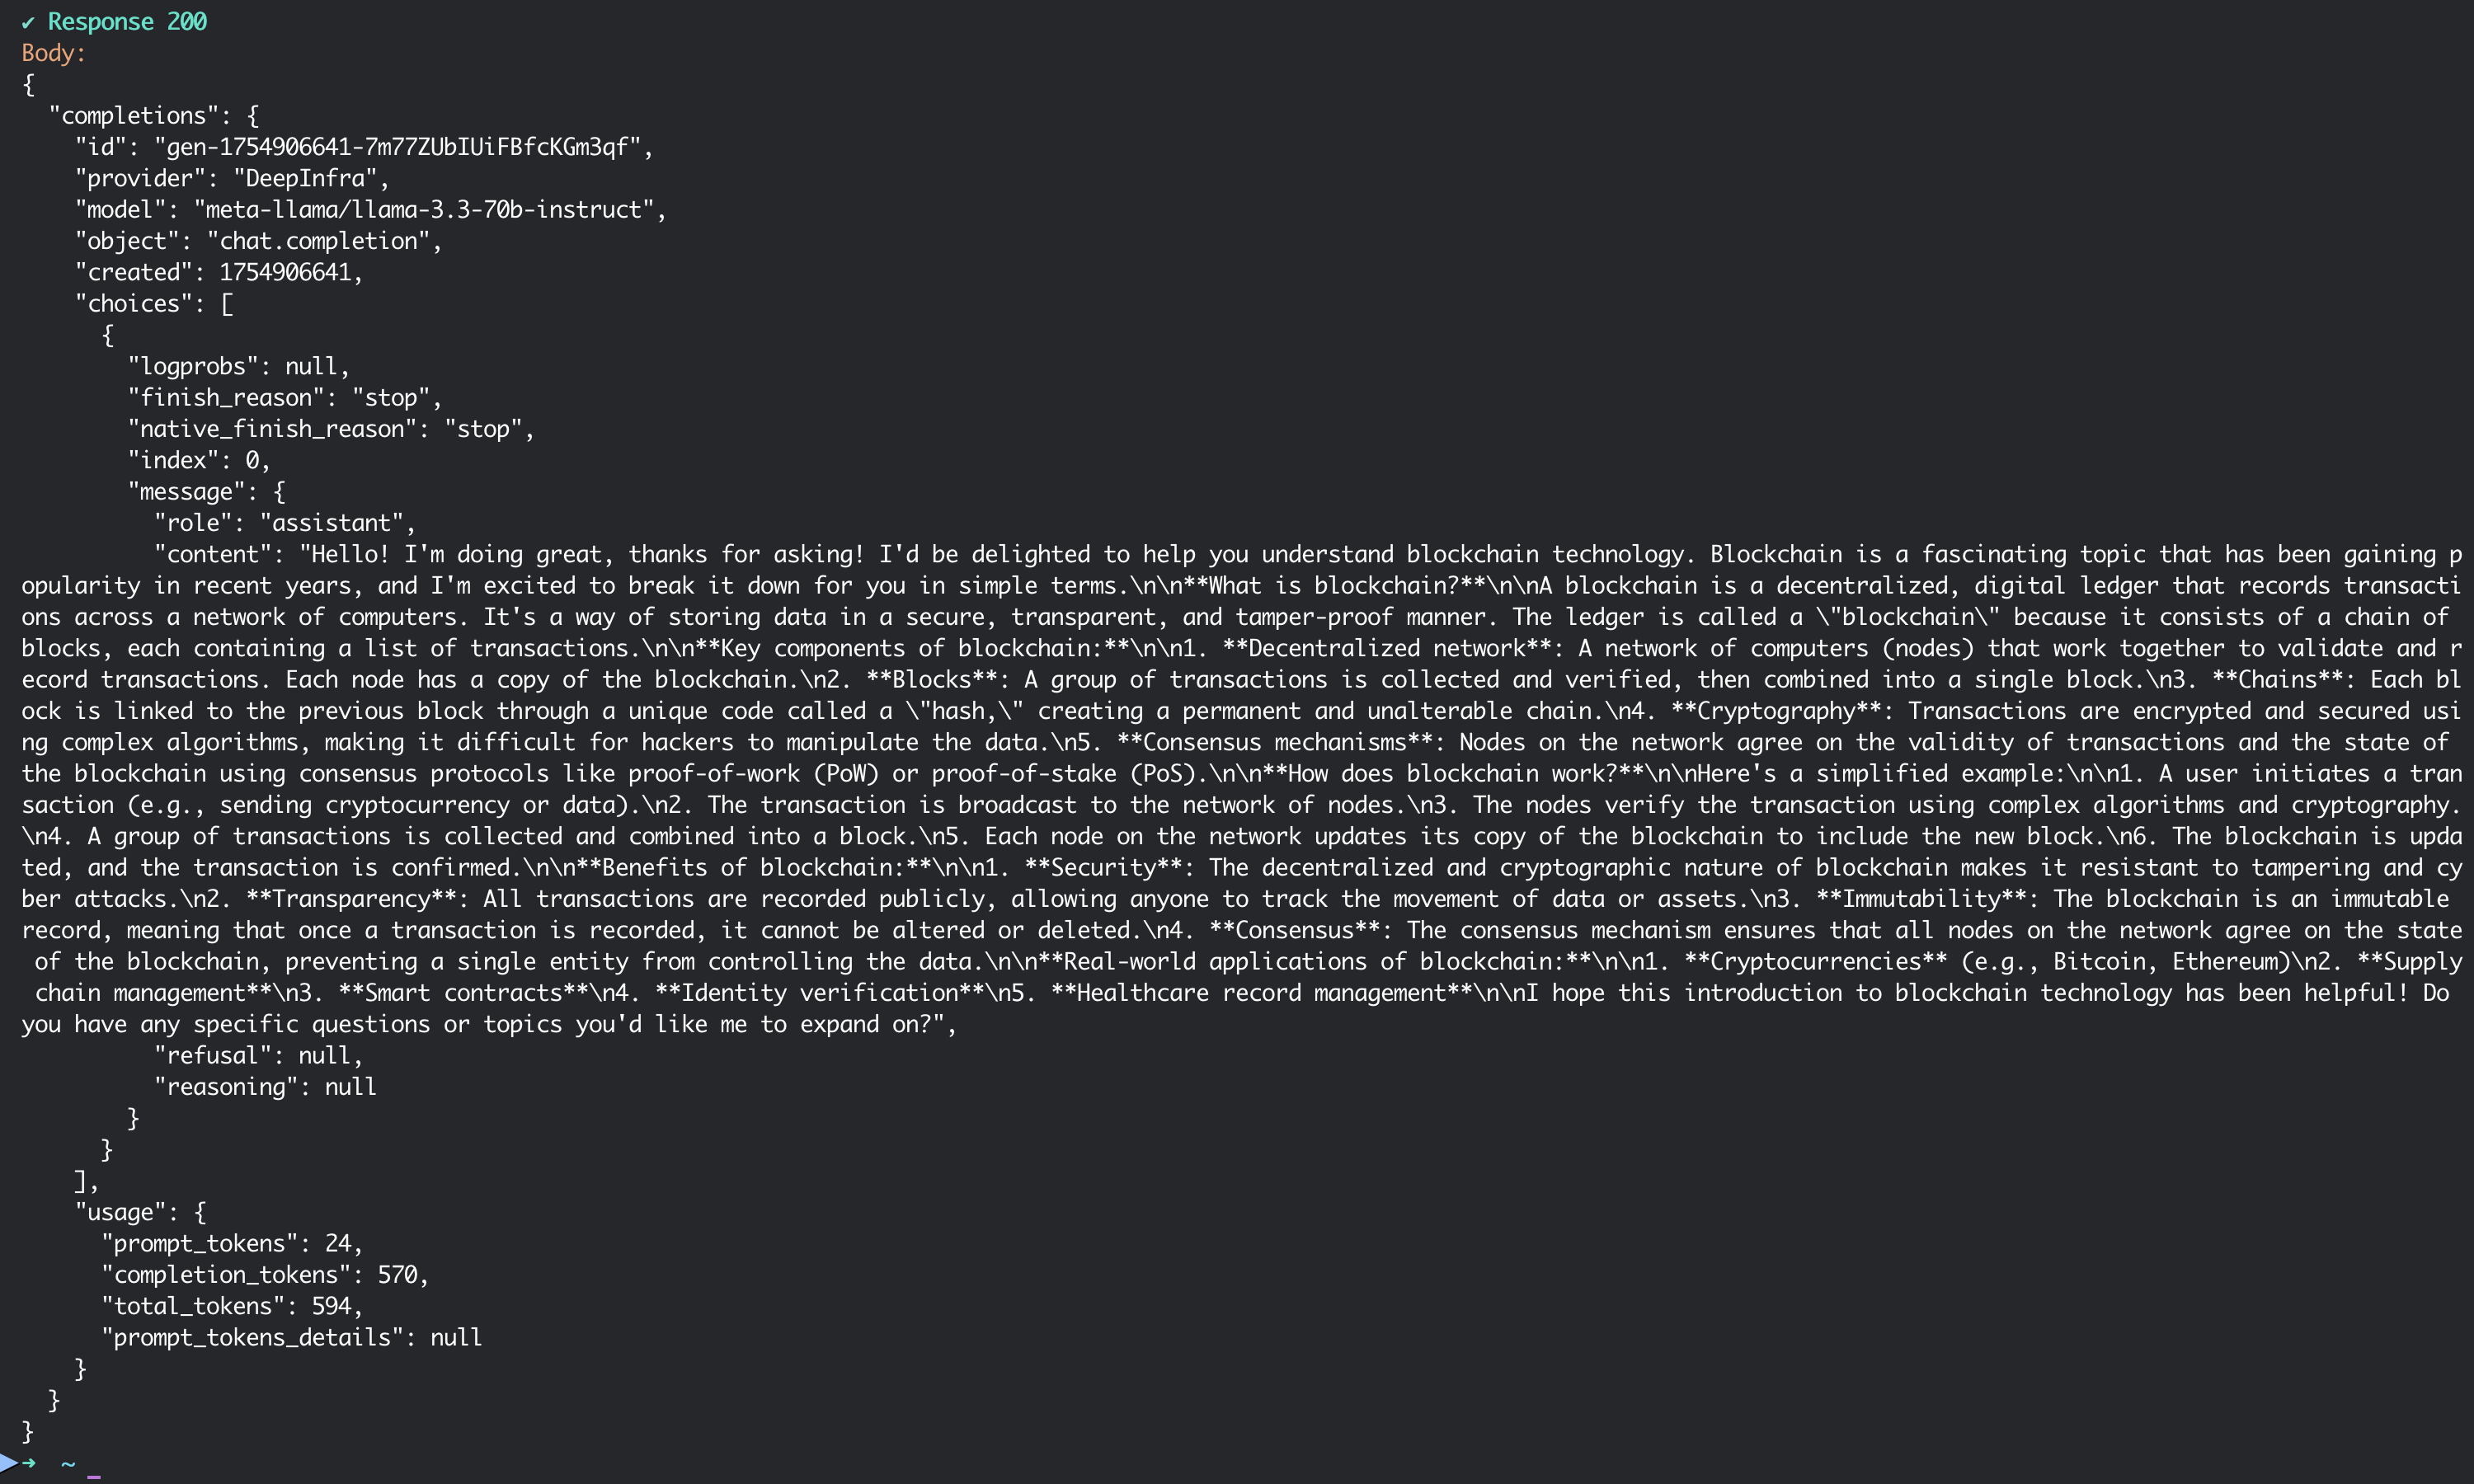 ✔ Response 200
Body:
{
  "completions": {
    "id": "gen-1754906641-7m77ZUbIUiFBfcKGm3qf",
    "provider": "DeepInfra",
    "model": "meta-llama/llama-3.3-70b-instruct",
    "object": "chat.completion",
    "created": 1754906641,
    "choices": [
      {
        "logprobs": null,
        "finish_reason": "stop",
        "native_finish_reason": "stop",
        "index": 0,
        "message": {
          "role": "assistant",
          "content": "Hello! I'm doing great, thanks for asking! I'd be delighted to help you understand blockchain technology. Blockchain is a fascinating topic that has been gaining p
opularity in recent years, and I'm excited to break it down for you in simple terms.\n\n**What is blockchain?**\n\nA blockchain is a decentralized, digital ledger that records transacti
ons across a network of computers. It's a way of storing data in a secure, transparent, and tamper-proof manner. The ledger is called a \"blockchain\" because it consists of a chain of
blocks, each containing a list of transactions.\n\n**Key components of blockchain:**\n\n1. **Decentralized network**: A network of computers (nodes) that work together to validate and r
ecord transactions. Each node has a copy of the blockchain.\n2. **Blocks**: A group of transactions is collected and verified, then combined into a single block.\n3. **Chains**: Each bl
ock is linked to the previous block through a unique code called a \"hash,\" creating a permanent and unalterable chain.\n4. **Cryptography**: Transactions are encrypted and secured usi
ng complex algorithms, making it difficult for hackers to manipulate the data.\n5. **Consensus mechanisms**: Nodes on the network agree on the validity of transactions and the state of
the blockchain using consensus protocols like proof-of-work (PoW) or proof-of-stake (PoS).\n\n**How does blockchain work?**\n\nHere's a simplified example:\n\n1. A user initiates a tran
saction (e.g., sending cryptocurrency or data).\n2. The transaction is broadcast to the network of nodes.\n3. The nodes verify the transaction using complex algorithms and cryptography.
\n4. A group of transactions is collected and combined into a block.\n5. Each node on the network updates its copy of the blockchain to include the new block.\n6. The blockchain is upda
ted, and the transaction is confirmed.\n\n**Benefits of blockchain:**\n\n1. **Security**: The decentralized and cryptographic nature of blockchain makes it resistant to tampering and cy
ber attacks.\n2. **Transparency**: All transactions are recorded publicly, allowing anyone to track the movement of data or assets.\n3. **Immutability**: The blockchain is an immutable
record, meaning that once a transaction is recorded, it cannot be altered or deleted.\n4. **Consensus**: The consensus mechanism ensures that all nodes on the network agree on the state
 of the blockchain, preventing a single entity from controlling the data.\n\n**Real-world applications of blockchain:**\n\n1. **Cryptocurrencies** (e.g., Bitcoin, Ethereum)\n2. **Supply
 chain management**\n3. **Smart contracts**\n4. **Identity verification**\n5. **Healthcare record management**\n\nI hope this introduction to blockchain technology has been helpful! Do
you have any specific questions or topics you'd like me to expand on?",
          "refusal": null,
          "reasoning": null
        }
      }
    ],
    "usage": {
      "prompt_tokens": 24,
      "completion_tokens": 570,
      "total_tokens": 594,
      "prompt_tokens_details": null
    }
  }
}
➜  ~ _